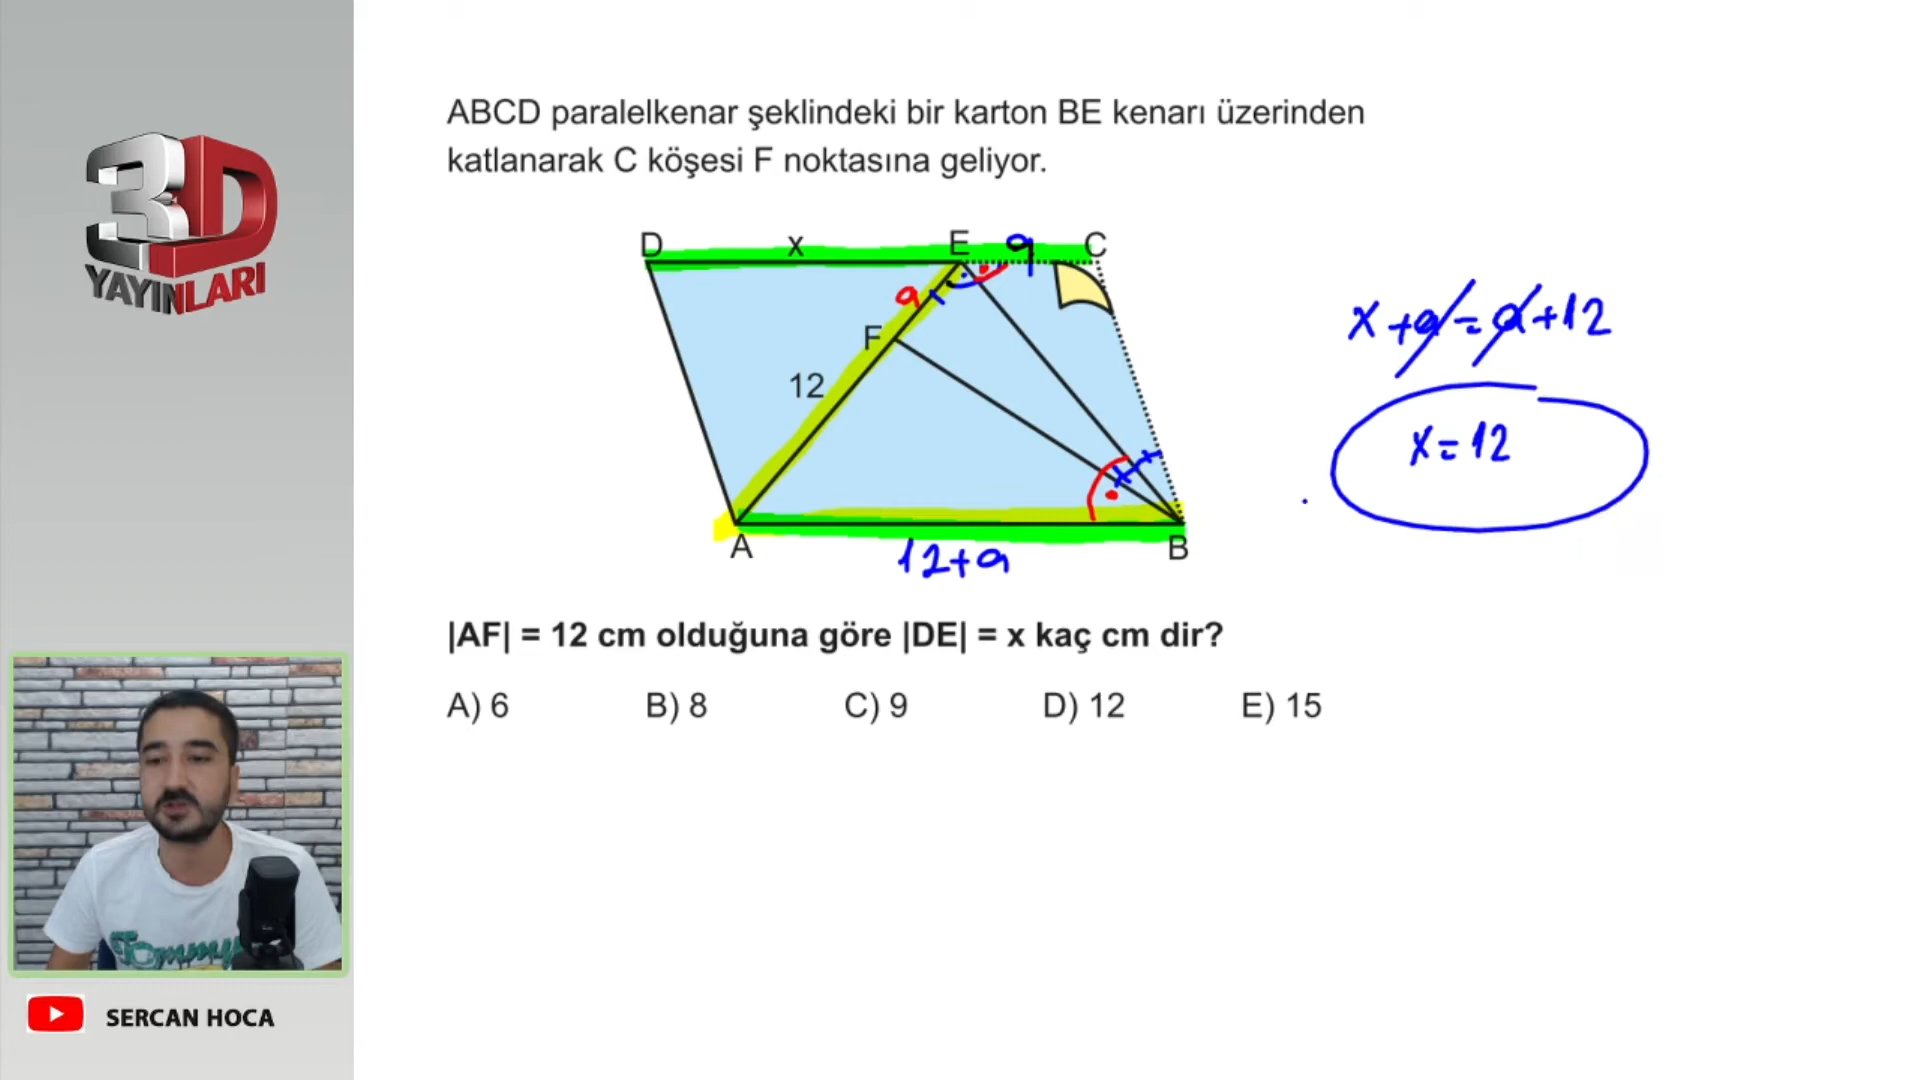 3D
YAYINLARI
ABCD paralelkenar şeklindeki bir karton BE kenarı üzerinden
katlanarak C köşesi F noktasına geliyor.
D x E a C
a
F
12
A B
12+a
x+a=a+12
x=12
|AF| = 12 cm olduğuna göre |DE| = x kaç cm dir?
A) 6 B) 8 C) 9 D) 12 E) 15
Tommy
SERCAN HOCA